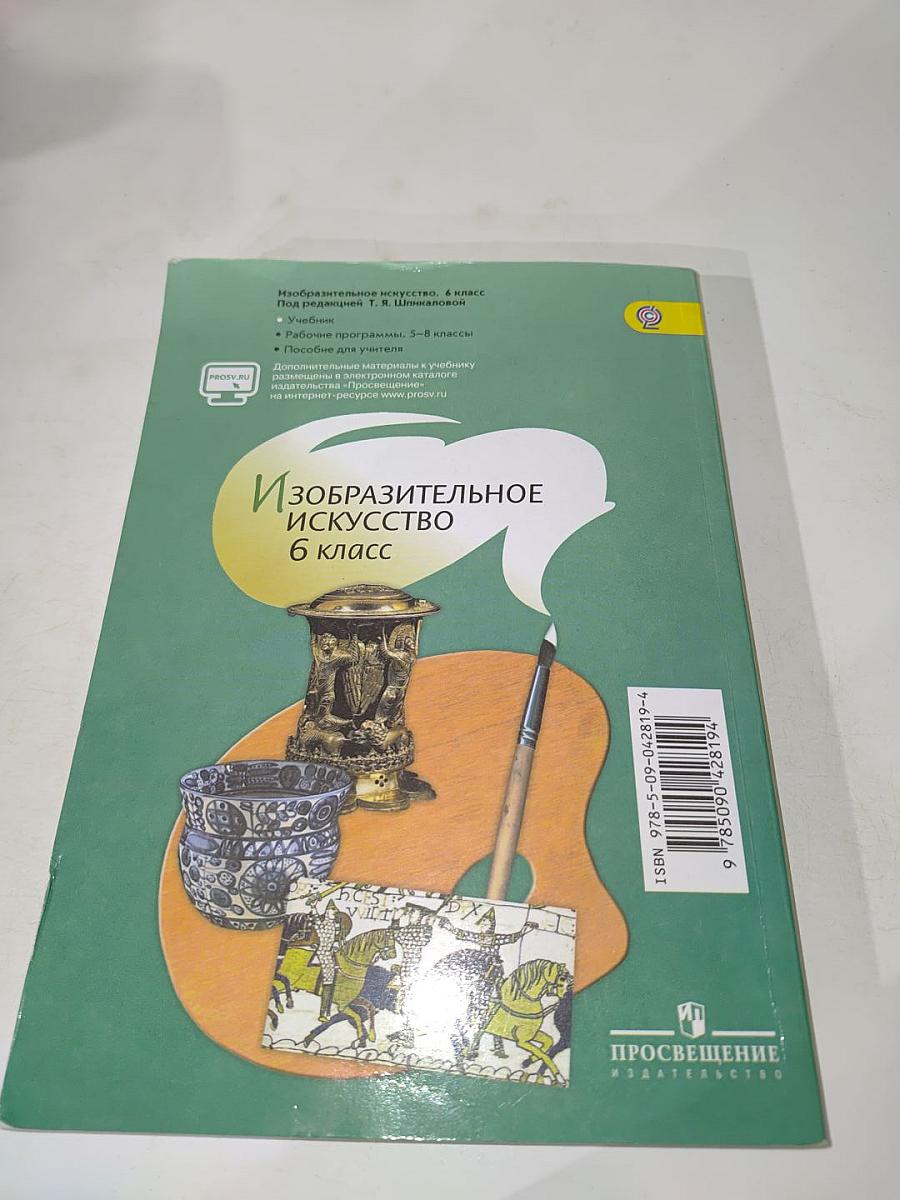 Изобразительное искусство. 6 класс
Под редакцией Т. Я. Шпикаловой
• Учебник
• Рабочие программы. 5–8 классы
• Пособие для учителя
PROSV.RU
Дополнительные материалы к учебнику
размещены в электронном каталоге
издательства «Просвещение»
на интернет-ресурсе www.prosv.ru
ИЗОБРАЗИТЕЛЬНОЕ
ИСКУССТВО
6 класс
ISBN 978-5-09-042819-4
9 785090 428194
ИП
ПРОСВЕЩЕНИЕ
ИЗДАТЕЛЬСТВО